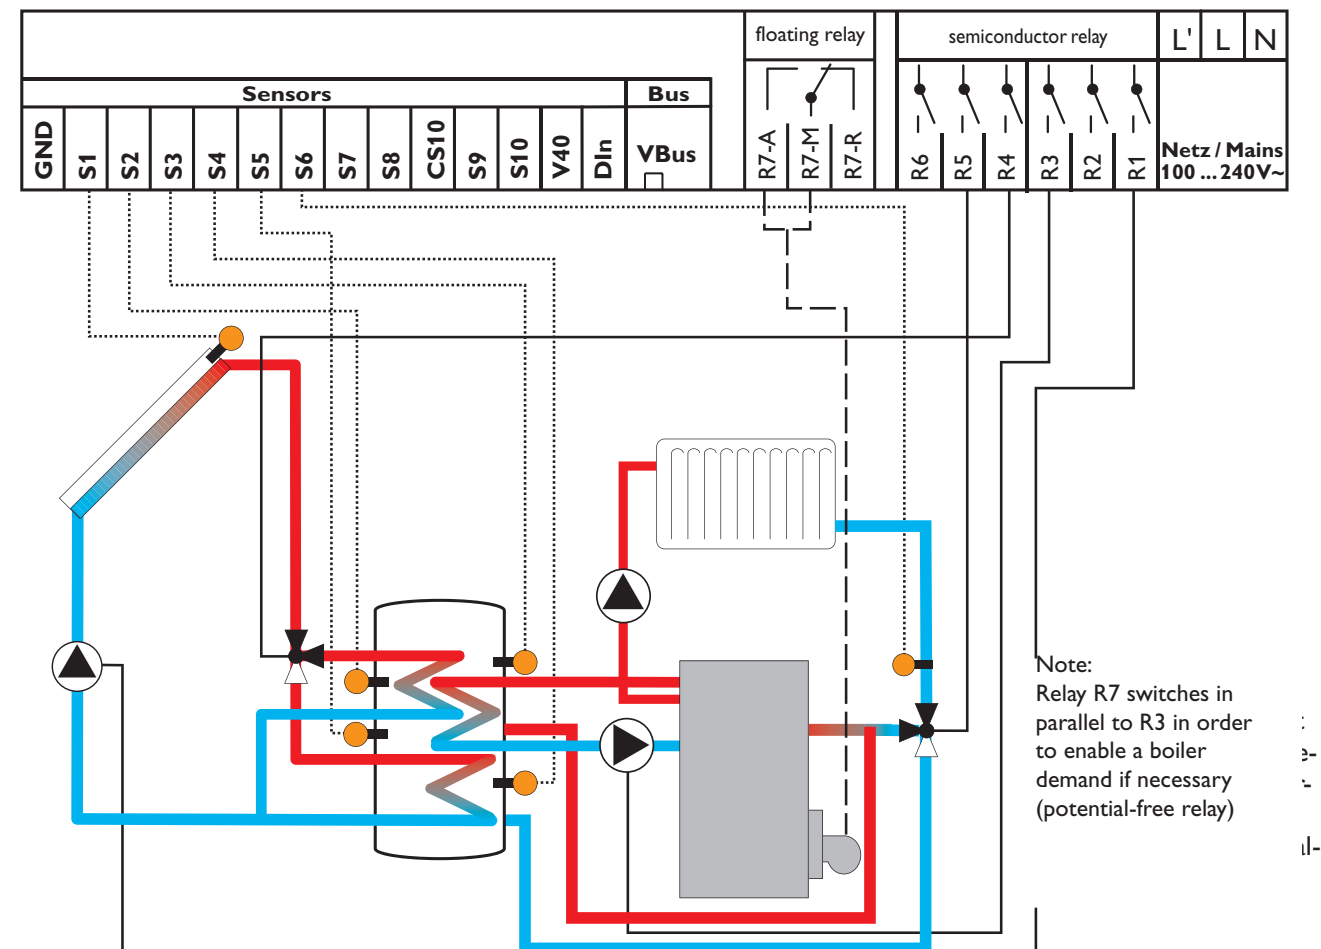 floating relay
semiconductor relay
L'
L
N
Sensors
Bus
GND
S1
S2
S3
S4
S5
S6
S7
S8
CS10
S9
S10
V40
DIn
VBus
R7-A
R7-M
R7-R
R6
R5
R4
R3
R2
R1
Netz / Mains
100 ... 240V~
Note:
Relay R7 switches in
parallel to R3 in order
to enable a boiler
demand if necessary
(potential-free relay)
e-